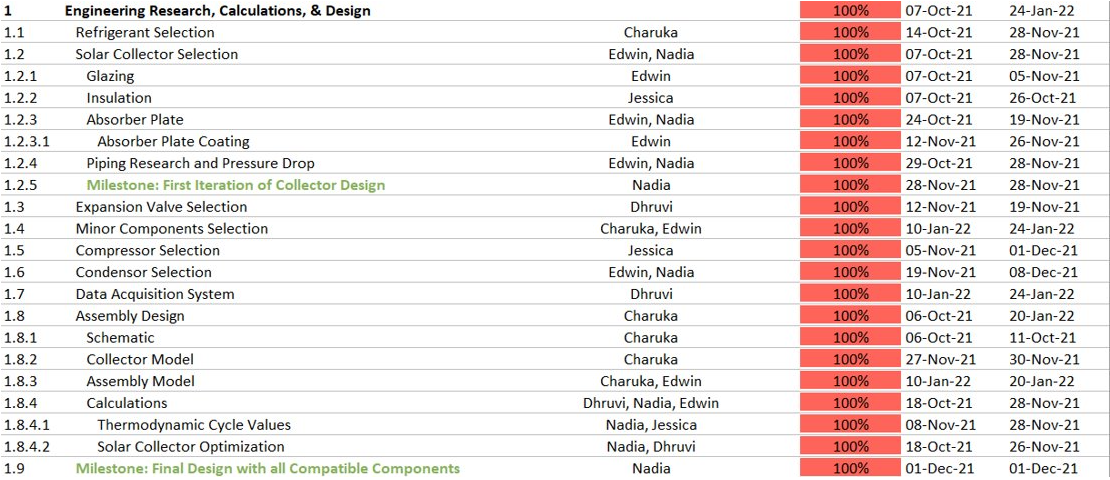 1 Engineering Research, Calculations, & Design 100% 07-Oct-21 24-Jan-22
1.1 Refrigerant Selection Charuka 100% 14-Oct-21 28-Nov-21
1.2 Solar Collector Selection Edwin, Nadia 100% 07-Oct-21 28-Nov-21
1.2.1 Glazing Edwin 100% 07-Oct-21 05-Nov-21
1.2.2 Insulation Jessica 100% 07-Oct-21 26-Oct-21
1.2.3 Absorber Plate Edwin, Nadia 100% 24-Oct-21 19-Nov-21
1.2.3.1 Absorber Plate Coating Edwin 100% 12-Nov-21 26-Nov-21
1.2.4 Piping Research and Pressure Drop Edwin, Nadia 100% 29-Oct-21 28-Nov-21
1.2.5 Milestone: First Iteration of Collector Design Nadia 100% 28-Nov-21 28-Nov-21
1.3 Expansion Valve Selection Dhruvi 100% 12-Nov-21 19-Nov-21
1.4 Minor Components Selection Charuka, Edwin 100% 10-Jan-22 24-Jan-22
1.5 Compressor Selection Jessica 100% 05-Nov-21 01-Dec-21
1.6 Condensor Selection Edwin, Nadia 100% 19-Nov-21 08-Dec-21
1.7 Data Acquisition System Dhruvi 100% 10-Jan-22 24-Jan-22
1.8 Assembly Design Charuka 100% 06-Oct-21 20-Jan-22
1.8.1 Schematic Charuka 100% 06-Oct-21 11-Oct-21
1.8.2 Collector Model Charuka 100% 27-Nov-21 30-Nov-21
1.8.3 Assembly Model Charuka, Edwin 100% 10-Jan-22 20-Jan-22
1.8.4 Calculations Dhruvi, Nadia, Edwin 100% 18-Oct-21 28-Nov-21
1.8.4.1 Thermodynamic Cycle Values Nadia, Jessica 100% 08-Nov-21 28-Nov-21
1.8.4.2 Solar Collector Optimization Nadia, Dhruvi 100% 18-Oct-21 26-Nov-21
1.9 Milestone: Final Design with all Compatible Components Nadia 100% 01-Dec-21 01-Dec-21